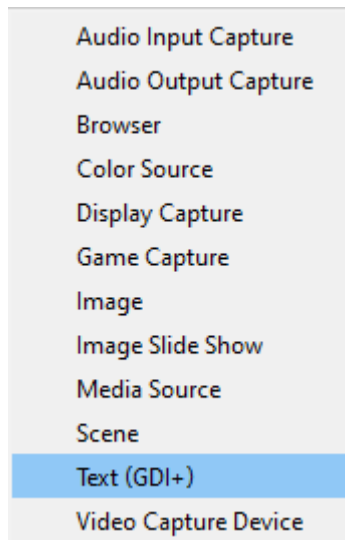 Audio Input Capture
Audio Output Capture
Browser
Color Source
Display Capture
Game Capture
Image
Image Slide Show
Media Source
Scene
Text (GDI+)
Video Capture Device